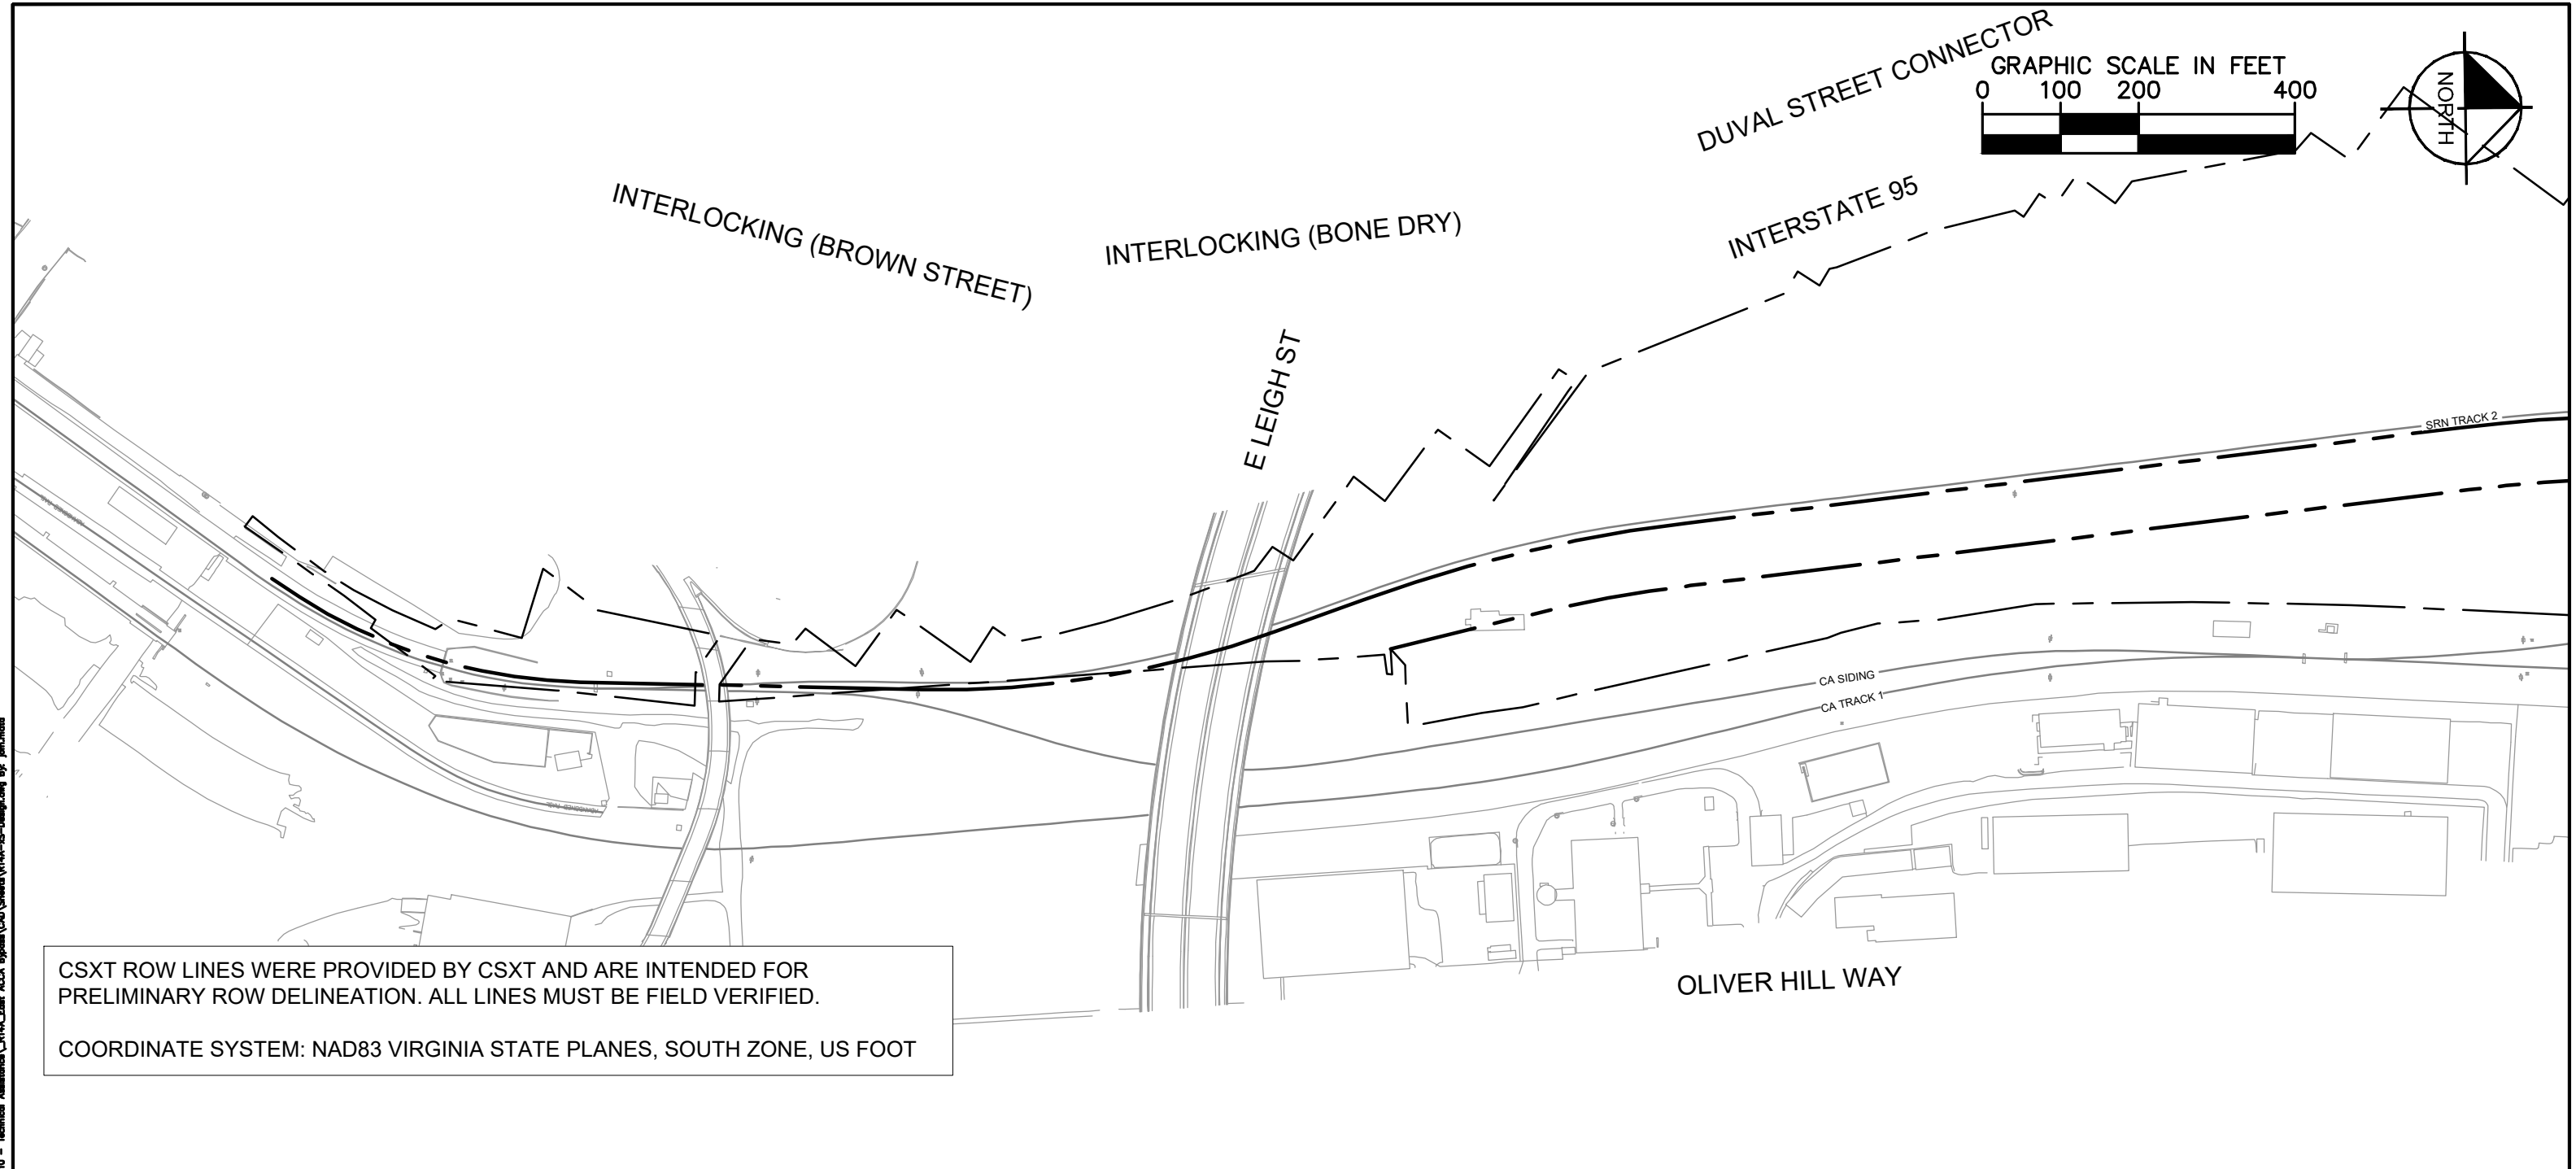 DUVAL STREET CONNECTOR
GRAPHIC SCALE IN FEET
0 100 200 400
NORTH
INTERLOCKING (BROWN STREET)
INTERLOCKING (BONE DRY)
INTERSTATE 95
E LEIGH ST
SRN TRACK 2
CA SIDING
CA TRACK 1
OLIVER HILL WAY
CSXT ROW LINES WERE PROVIDED BY CSXT AND ARE INTENDED FOR
PRELIMINARY ROW DELINEATION. ALL LINES MUST BE FIELD VERIFIED.
COORDINATE SYSTEM: NAD83 VIRGINIA STATE PLANES, SOUTH ZONE, US FOOT